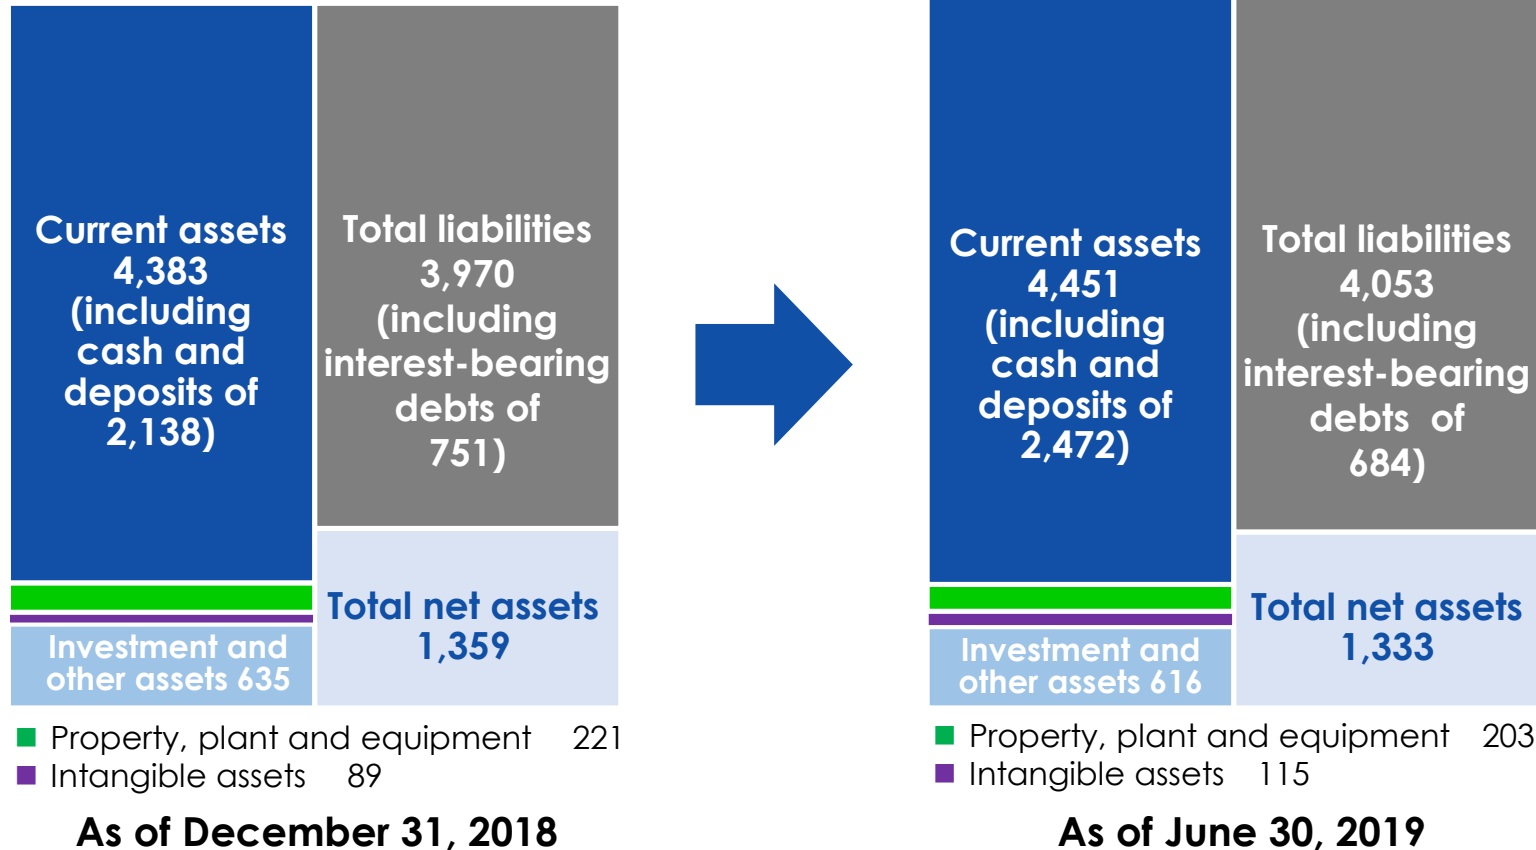 Current assets
4,383
(including
cash and
deposits of
2,138)
Total liabilities
3,970
(including
interest-bearing
debts of
751)
Total net assets
1,359
Investment and
other assets 635
Property, plant and equipment 221
Intangible assets 89
As of December 31, 2018
Current assets
4,451
(including
cash and
deposits of
2,472)
Total liabilities
4,053
(including
interest-bearing
debts of
684)
Total net assets
1,333
Investment and
other assets 616
Property, plant and equipment 203
Intangible assets 115
As of June 30, 2019